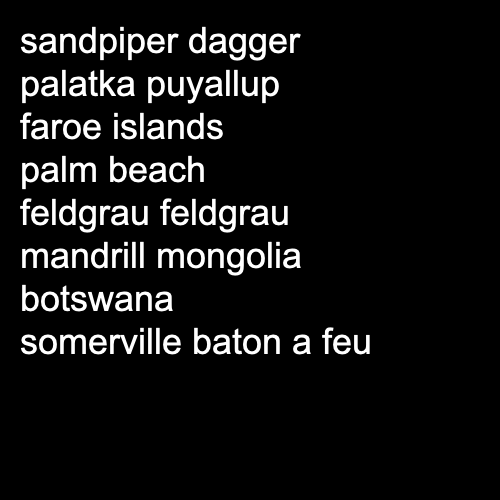 sandpiper dagger
palatka puyallup
faroe islands
palm beach
feldgrau feldgrau
mandrill mongolia
botswana
somerville baton a feu